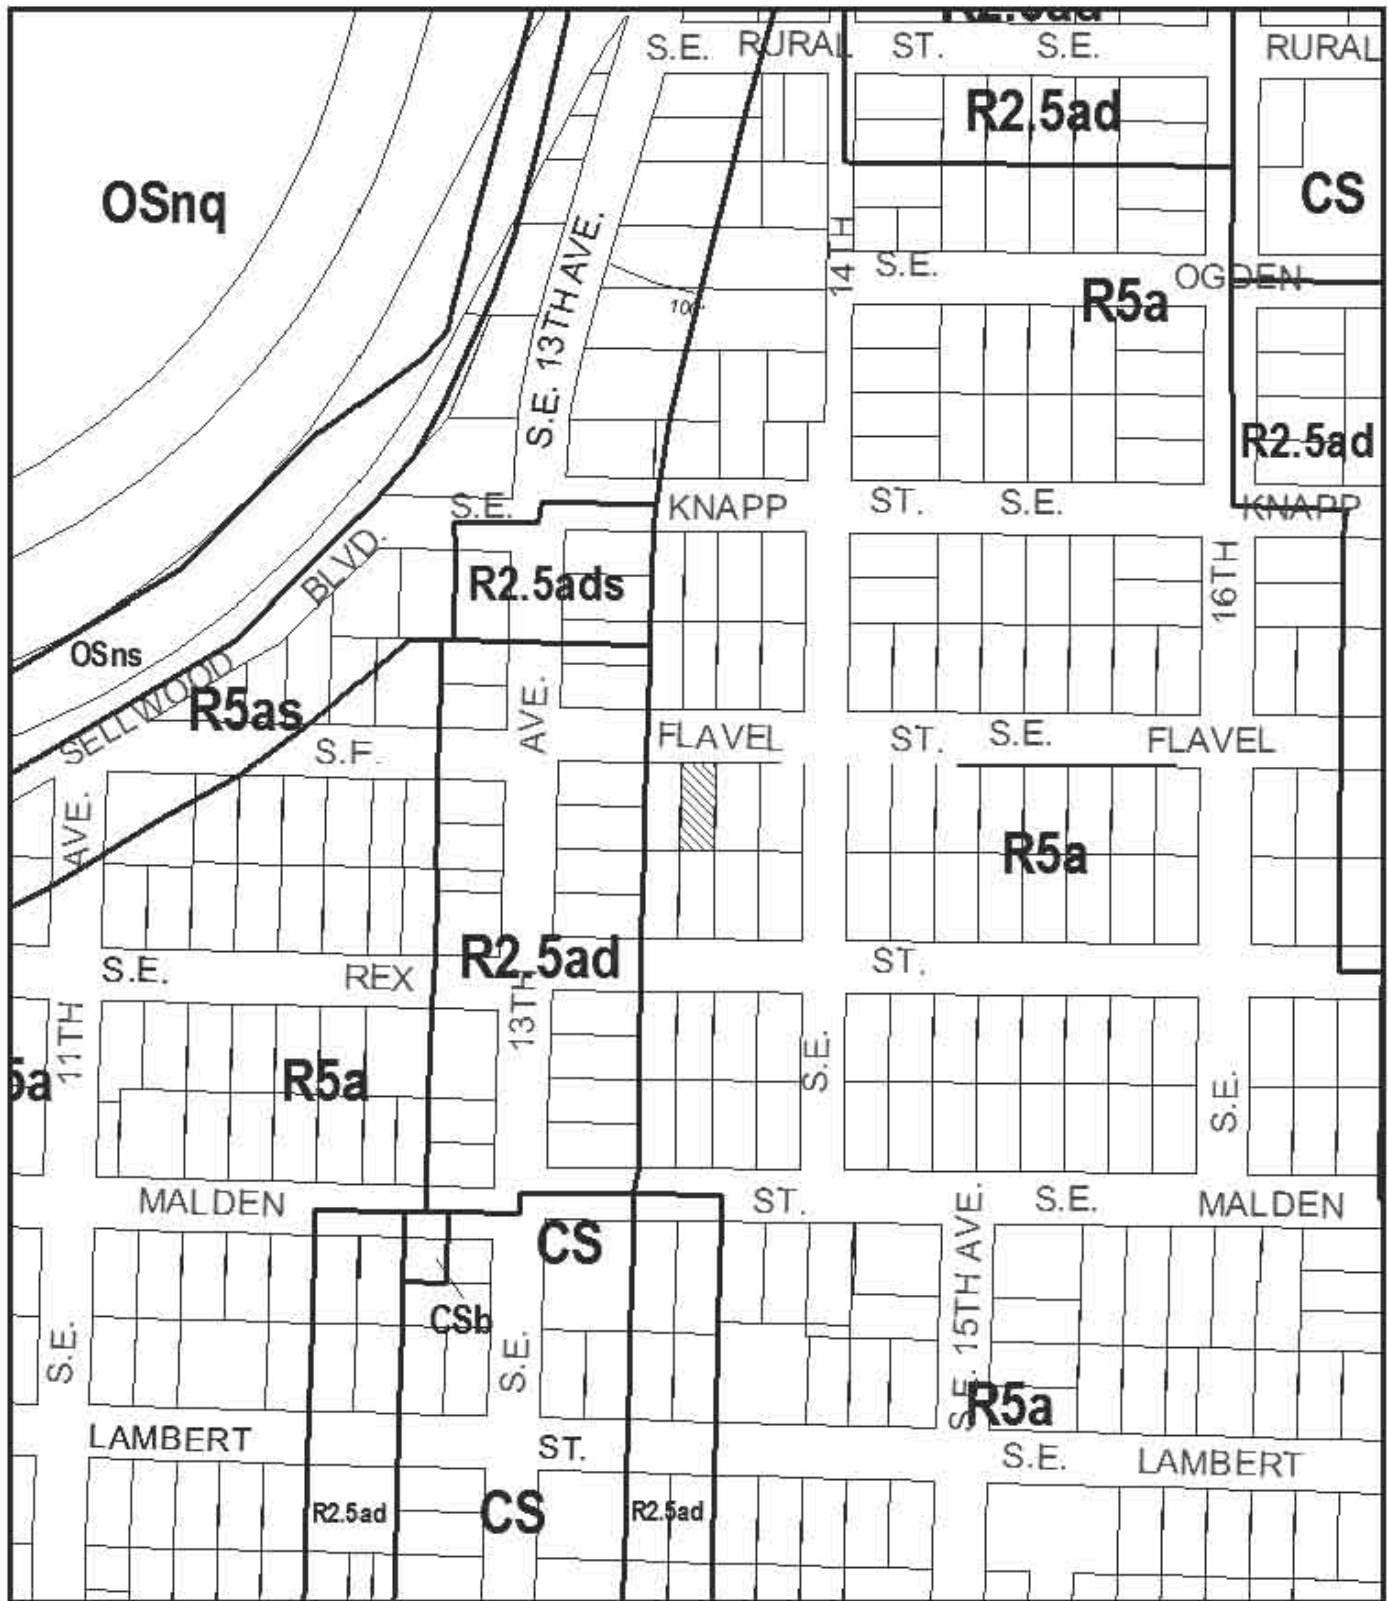 S.E. RURAL ST. S.E. RURAL
R2.5ad
OSnq
CS
S.E. 13TH AVE.
14TH
S.E.
OGDEN
R5a
100
R2.5ad
S.E. KNAPP ST. S.E. KNAPP
BLVD.
R2.5ads
16TH
OSns
SELLWOOD
R5as
AVE.
S.F. FLAVEL ST. S.E. FLAVEL
AVE.
R5a
R2.5ad
S.E. REX ST.
13TH
11TH
5a
R5a
S.E.
S.E.
MALDEN ST. S.E. MALDEN
CS
S.E. 15TH AVE.
CSb
S.E.
S.E.
R5a
LAMBERT ST. S.E. LAMBERT
R2.5ad
CS
R2.5ad